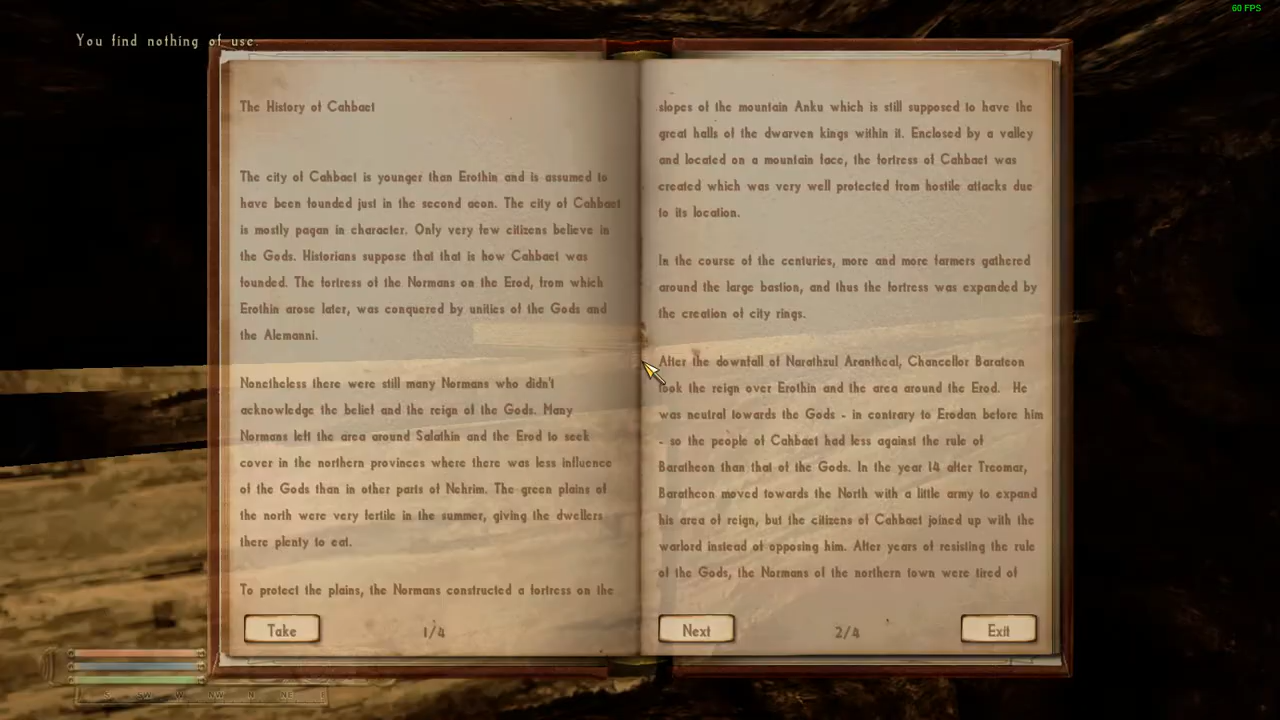 60 FPS
You find nothing of use.
The History of Cahbaet
The city of Cahbaet is younger than Erothin and is assumed to
have been founded just in the second aeon. The city of Cahbaet
is mostly pagan in character. Only very few citizens believe in
the Gods. Historians suppose that that is how Cahbaet was
founded. The fortress of the Normans on the Erod, from which
Erothin arose later, was conquered by unities of the Gods and
the Alemanni.
Nonetheless there were still many Normans who didn't
acknowledge the belief and the reign of the Gods. Many
Normans left the area around Salathin and the Erod to seek
cover in the northern provinces where there was less influence
of the Gods than in other parts of Nehrim. The green plains of
the north were very fertile in the summer, giving the dwellers
there plenty to eat.
To protect the plains, the Normans constructed a fortress on the
Take
1/4
slopes of the mountain Anku which is still supposed to have the
great halls of the dwarven kings within it. Enclosed by a valley
and located on a mountain face, the fortress of Cahbaet was
created which was very well protected from hostile attacks due
to its location.
In the course of the centuries, more and more farmers gathered
around the large bastion, and thus the fortress was expanded by
the creation of city rings.
After the downfall of Narathzul Arantheal, Chancellor Barateon
took the reign over Erothin and the area around the Erod. He
was neutral towards the Gods - in contrary to Erodan before him
- so the people of Cahbaet had less against the rule of
Baratheon than that of the Gods. In the year 14 after Treomar,
Baratheon moved towards the North with a little army to expand
his area of reign, but the citizens of Cahbaet joined up with the
warlord instead of opposing him. After years of resisting the rule
of the Gods, the Normans of the northern town were tired of
Next
2/4
Exit
S SW W NW N NE